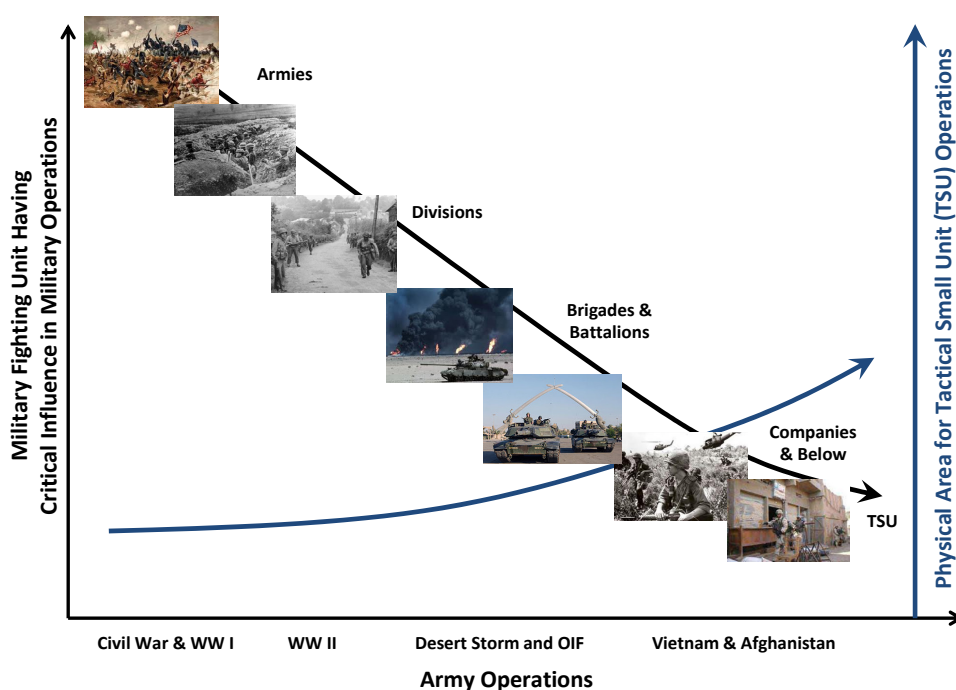 Military Fighting Unit Having
Critical Influence in Military Operations
Armies
Divisions
Brigades &
Battalions
Companies
& Below
TSU
Physical Area for Tactical Small Unit (TSU) Operations
Civil War & WW I
WW II
Desert Storm and OIF
Vietnam & Afghanistan
Army Operations